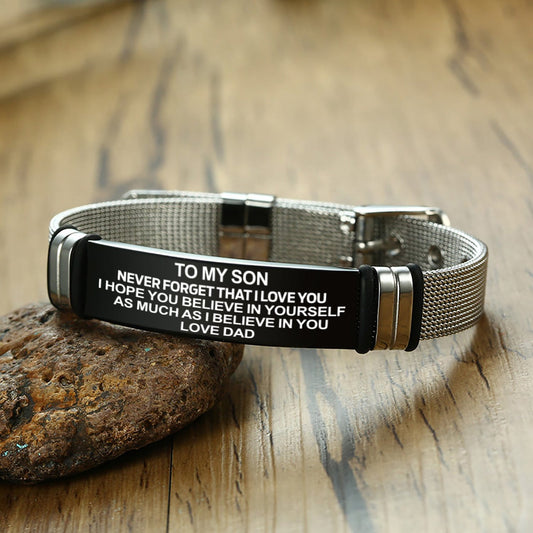 TO MY SON
NEVER FORGET THAT I LOVE YOU
I HOPE YOU BELIEVE IN YOURSELF
AS MUCH AS I BELIEVE IN YOU
LOVE DAD